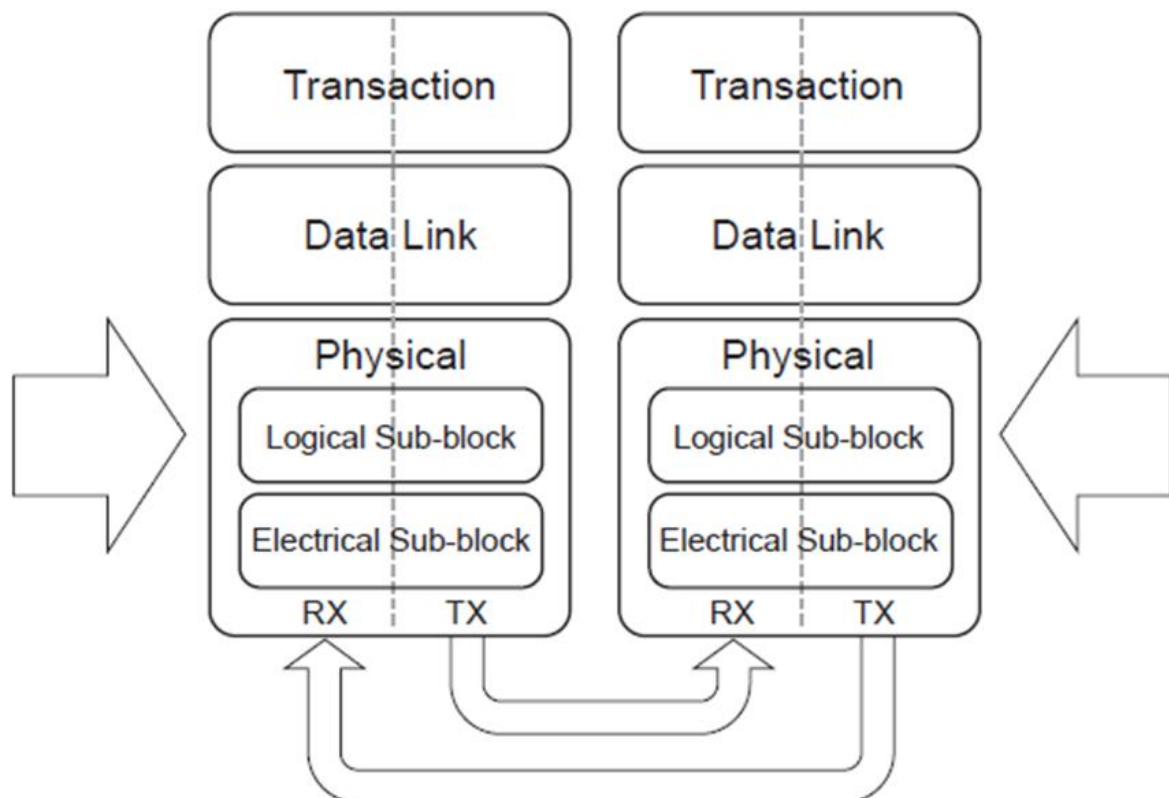 Transaction
Transaction
Data Link
Data Link
Physical
Physical
Logical Sub-block
Logical Sub-block
Electrical Sub-block
Electrical Sub-block
RX TX
RX TX